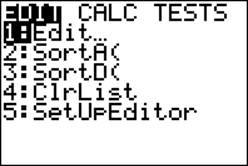 EDIT CALC TESTS
1:Edit…
2:SortA(
3:SortD(
4:ClrList
5:SetUpEditor